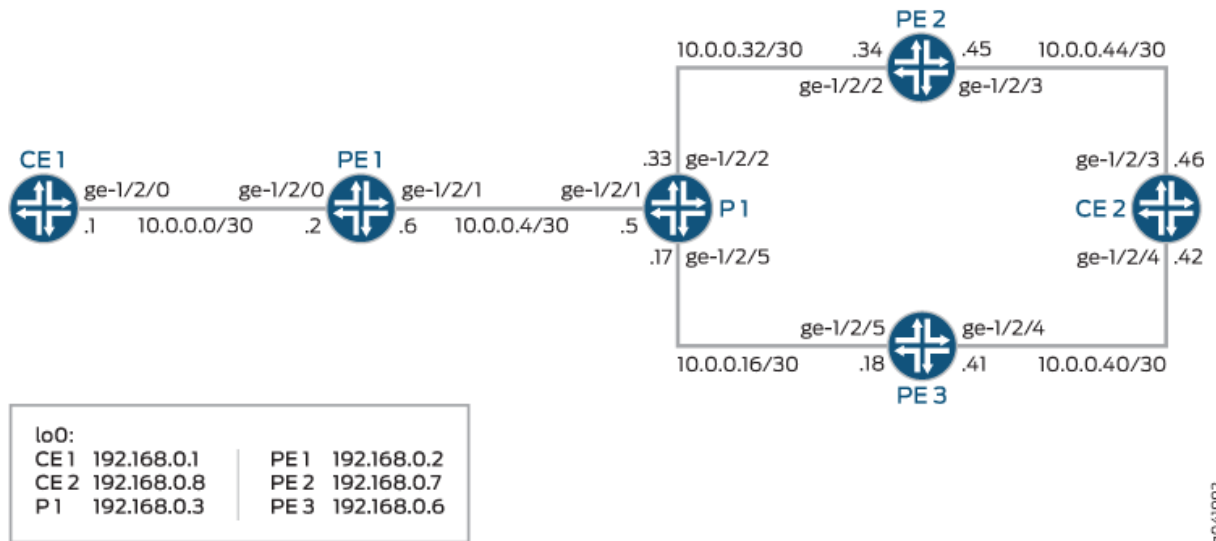 PE 2
10.0.0.32/30 .34 .45 10.0.0.44/30
ge-1/2/2 ge-1/2/3
CE 1 PE 1 .33 ge-1/2/2 ge-1/2/3 .46
ge-1/2/0 ge-1/2/0 ge-1/2/1 ge-1/2/1 P 1 CE 2
.1 10.0.0.0/30 .2 .6 10.0.0.4/30 .5
.17 ge-1/2/5 ge-1/2/4 .42
ge-1/2/5 ge-1/2/4
10.0.0.16/30 .18 .41 10.0.0.40/30
PE 3
lo0:
CE 1 192.168.0.1 PE 1 192.168.0.2
CE 2 192.168.0.8 PE 2 192.168.0.7
P 1 192.168.0.3 PE 3 192.168.0.6